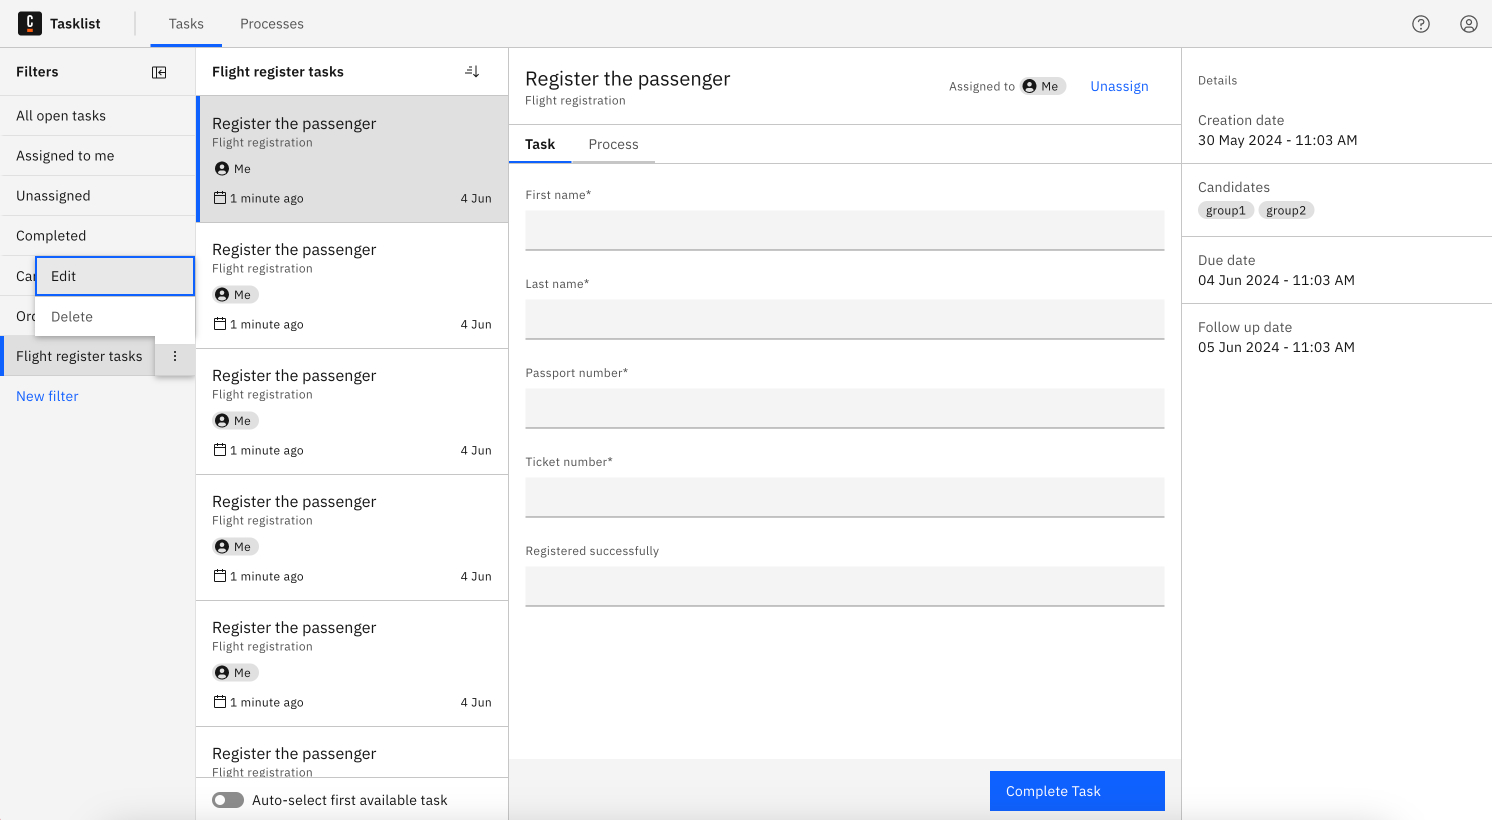 Tasklist
Tasks
Processes
Filters
All open tasks
Assigned to me
Unassigned
Completed
Edit
Delete
Flight register tasks
New filter
Flight register tasks
Register the passenger
Flight registration
Me
1 minute ago 4 Jun
Register the passenger
Flight registration
Me
1 minute ago 4 Jun
Register the passenger
Flight registration
Me
1 minute ago 4 Jun
Register the passenger
Flight registration
Me
1 minute ago 4 Jun
Register the passenger
Flight registration
Me
1 minute ago 4 Jun
Register the passenger
Flight registration
Auto-select first available task
Register the passenger
Flight registration
Assigned to Me Unassign
Task Process
First name*
Last name*
Passport number*
Ticket number*
Registered successfully
Complete Task
Details
Creation date
30 May 2024 - 11:03 AM
Candidates
group1 group2
Due date
04 Jun 2024 - 11:03 AM
Follow up date
05 Jun 2024 - 11:03 AM